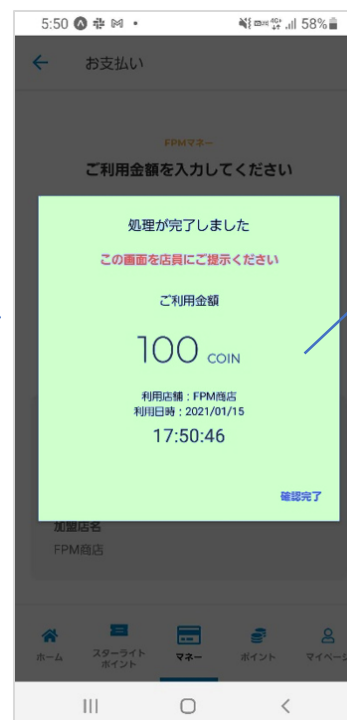 5:50
58%
お支払い
FPMマネー
ご利用金額を入力してください
処理が完了しました
この画面を店員にご提示ください
ご利用金額
100 COIN
利用店舗：FPM商店
利用日時：2021/01/15
17:50:46
確認完了
加盟店名
FPM商店
ホーム
スターライト
ポイント
マネー
ポイント
マイページ